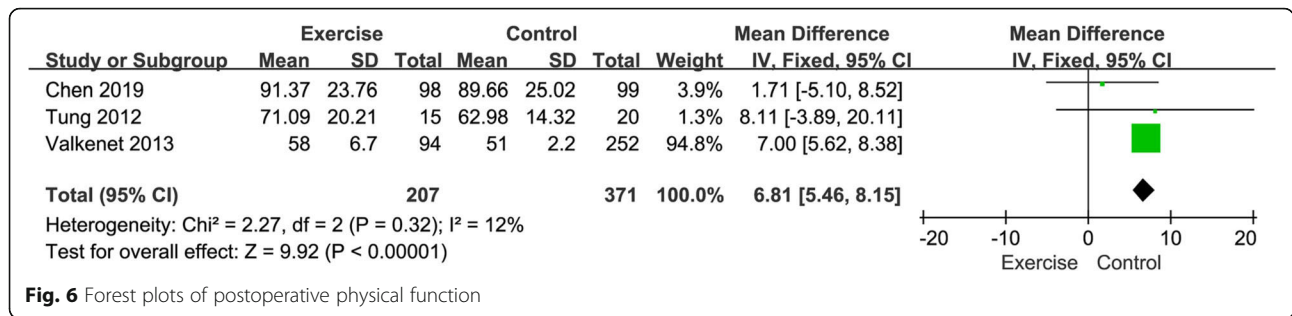 Exercise Control Mean Difference Mean Difference
Study or Subgroup Mean SD Total Mean SD Total Weight IV, Fixed, 95% CI IV, Fixed, 95% CI
Chen 2019 91.37 23.76 98 89.66 25.02 99 3.9% 1.71 [-5.10, 8.52]
Tung 2012 71.09 20.21 15 62.98 14.32 20 1.3% 8.11 [-3.89, 20.11]
Valkenet 2013 58 6.7 94 51 2.2 252 94.8% 7.00 [5.62, 8.38]
Total (95% CI) 207 371 100.0% 6.81 [5.46, 8.15]
Heterogeneity: Chi² = 2.27, df = 2 (P = 0.32); I² = 12%
Test for overall effect: Z = 9.92 (P < 0.00001)
-20 -10 0 10 20
Exercise Control
Fig. 6 Forest plots of postoperative physical function